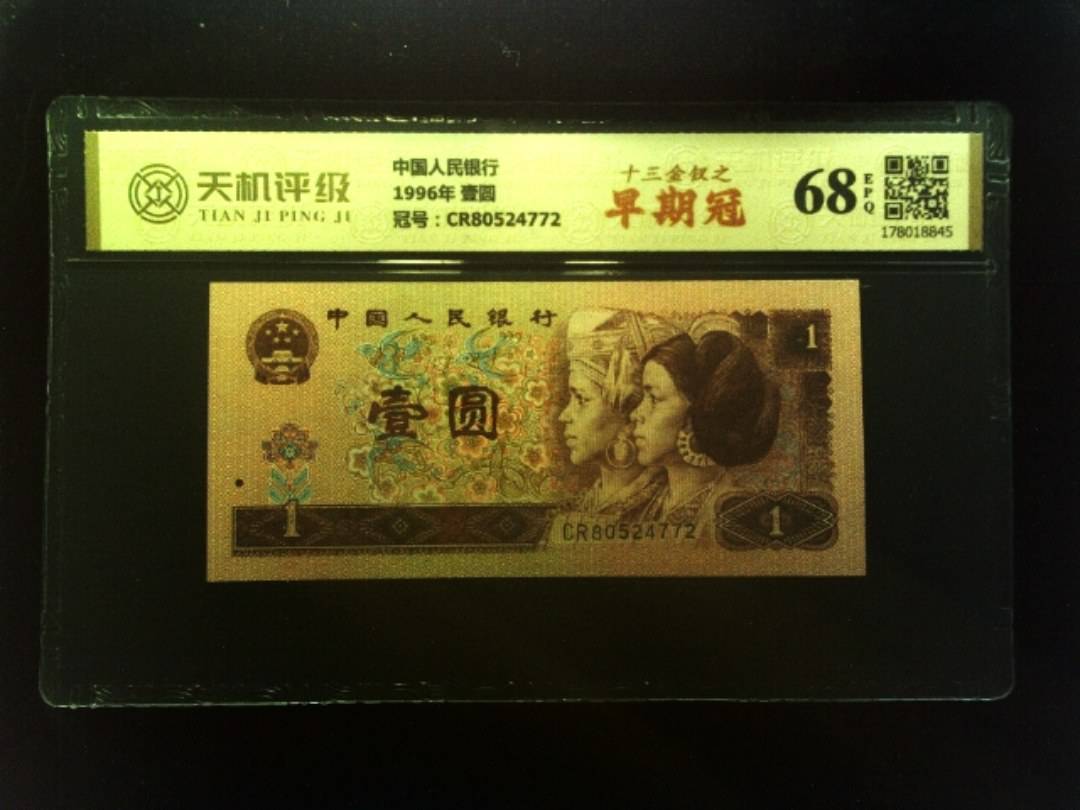 天机评级
TIAN JI PING JI
中国人民银行
1996年 壹圆
冠号：CR80524772
十三金钗之
早期冠
68
EPQ
178018845
中国人民银行
1
壹圆
1
CR80524772
1